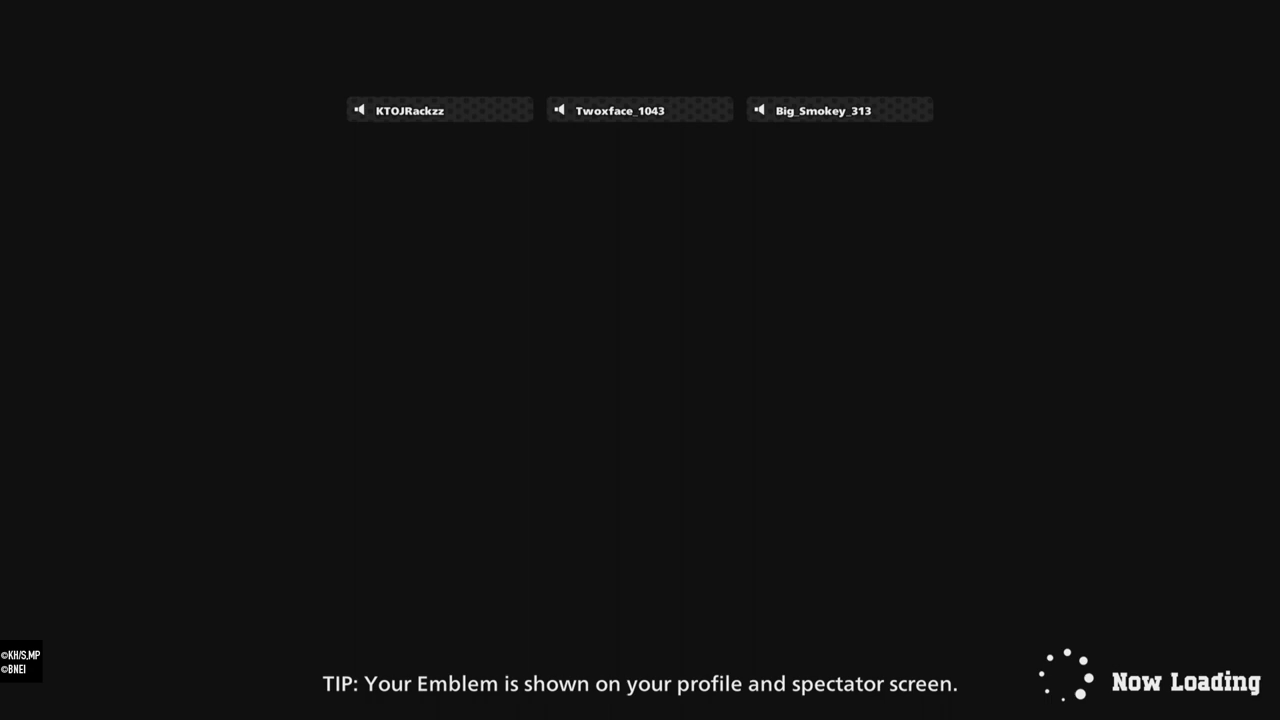 KTOJRackzz
Twoxface_1043
Big_Smokey_313
©KH/S,MP
©BNEI
TIP: Your Emblem is shown on your profile and spectator screen.
Now Loading